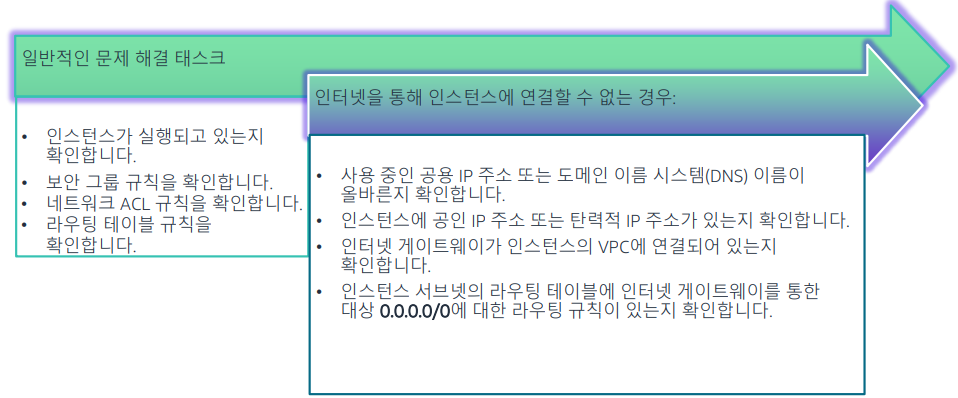 일반적인 문제 해결 태스크
• 인스턴스가 실행되고 있는지
확인합니다.
• 보안 그룹 규칙을 확인합니다.
• 네트워크 ACL 규칙을 확인합니다.
• 라우팅 테이블 규칙을
확인합니다.
인터넷을 통해 인스턴스에 연결할 수 없는 경우:
• 사용 중인 공용 IP 주소 또는 도메인 이름 시스템(DNS) 이름이
올바른지 확인합니다.
• 인스턴스에 공인 IP 주소 또는 탄력적 IP 주소가 있는지 확인합니다.
• 인터넷 게이트웨이가 인스턴스의 VPC에 연결되어 있는지
확인합니다.
• 인스턴스 서브넷의 라우팅 테이블에 인터넷 게이트웨이를 통한
대상 0.0.0.0/0에 대한 라우팅 규칙이 있는지 확인합니다.